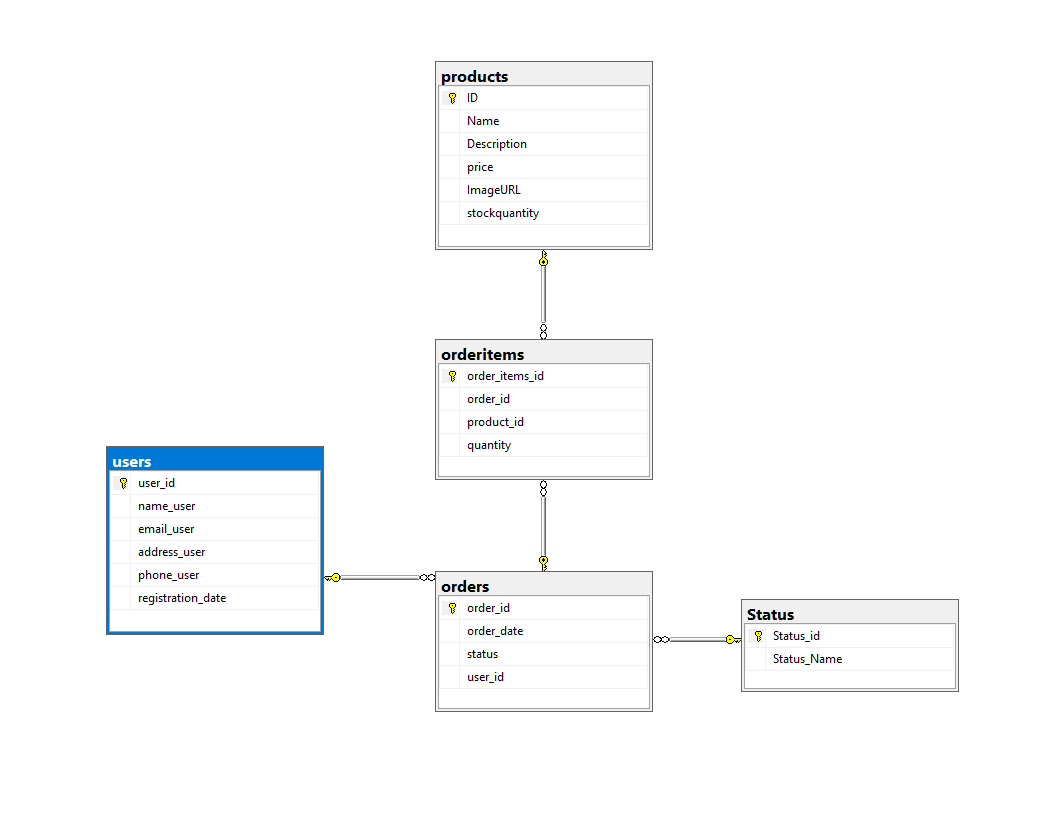 products
ID
Name
Description
price
ImageURL
stockquantity
orderitems
order_items_id
order_id
product_id
quantity
users
user_id
name_user
email_user
address_user
phone_user
registration_date
orders
order_id
order_date
status
user_id
Status
Status_id
Status_Name